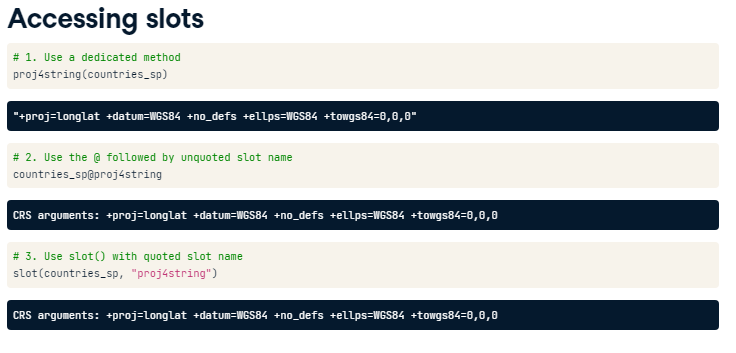 Accessing slots
# 1. Use a dedicated method
proj4string(countries_sp)
"+proj=longlat +datum=WGS84 +no_defs +ellps=WGS84 +towgs84=0,0,0"
# 2. Use the @ followed by unquoted slot name
countries_sp@proj4string
CRS arguments: +proj=longlat +datum=WGS84 +no_defs +ellps=WGS84 +towgs84=0,0,0
# 3. Use slot() with quoted slot name
slot(countries_sp, "proj4string")
CRS arguments: +proj=longlat +datum=WGS84 +no_defs +ellps=WGS84 +towgs84=0,0,0